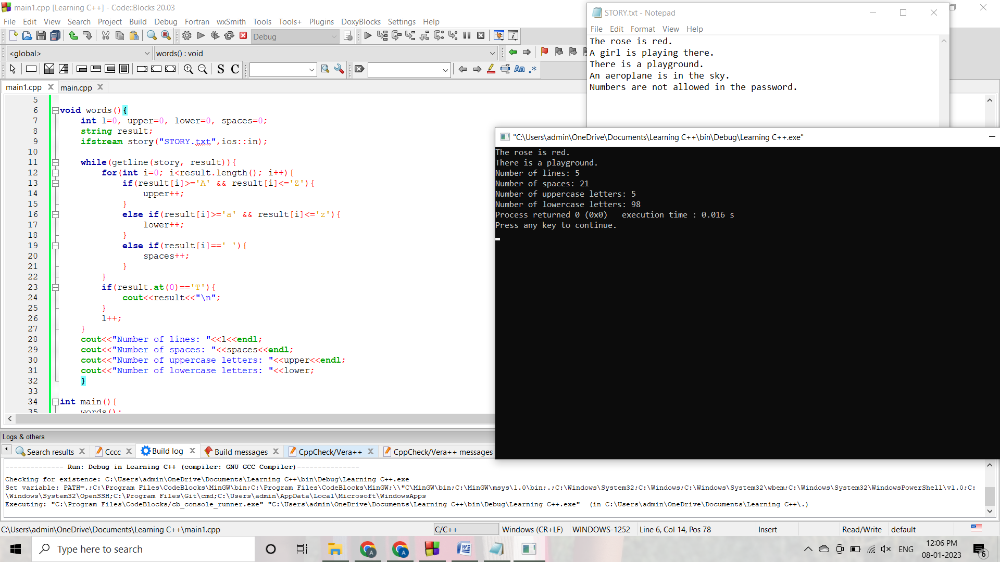 main1.cpp [Learning C++] - Code::Blocks 20.03
File Edit View Search Project Build Debug Fortran wxSmith Tools Tools+ Plugins DoxyBlocks Settings Help
Debug
<global> words() : void
S C Aa .*
main1.cpp main.cpp
5
6 void words(){
7 int l=0, upper=0, lower=0, spaces=0;
8 string result;
9 ifstream story("STORY.txt",ios::in);
10
11 while(getline(story, result)){
12 for(int i=0; i<result.length(); i++){
13 if(result[i]>='A' && result[i]<='Z'){
14 upper++;
15 }
16 else if(result[i]>='a' && result[i]<='z'){
17 lower++;
18 }
19 else if(result[i]==' '){
20 spaces++;
21 }
22 }
23 if(result.at(0)=='T'){
24 cout<<result<<"\n";
25 }
26 l++;
27 }
28 cout<<"Number of lines: "<<l<<endl;
29 cout<<"Number of spaces: "<<spaces<<endl;
30 cout<<"Number of uppercase letters: "<<upper<<endl;
31 cout<<"Number of lowercase letters: "<<lower;
32 }
33
34 int main(){
35 words();
STORY.txt - Notepad
File Edit Format View Help
The rose is red.
A girl is playing there.
There is a playground.
An aeroplane is in the sky.
Numbers are not allowed in the password.
"C:\Users\admin\OneDrive\Documents\Learning C++\bin\Debug\Learning C++.exe"
The rose is red.
There is a playground.
Number of lines: 5
Number of spaces: 21
Number of uppercase letters: 5
Number of lowercase letters: 98
Process returned 0 (0x0)   execution time : 0.016 s
Press any key to continue.
Logs & others
Search results Cccc Build log Build messages CppCheck/Vera++ CppCheck/Vera++ messages
-------------- Run: Debug in Learning C++ (compiler: GNU GCC Compiler)---------------
Checking for existence: C:\Users\admin\OneDrive\Documents\Learning C++\bin\Debug\Learning C++.exe
Set variable: PATH=.;C:\Program Files\CodeBlocks\MinGW\bin;C:\Program Files\CodeBlocks\MinGW;\\"C\MinGW\bin;C:\MinGW\msys\1.0\bin;.;C:\Windows\System32;C:\Windows;C:\Windows\System32\wbem;C:\Windows\System32\WindowsPowerShell\v1.0;C:
\Windows\System32\OpenSSH;C:\Program Files\Git\cmd;C:\Users\admin\AppData\Local\Microsoft\WindowsApps
Executing: "C:\Program Files\CodeBlocks/cb_console_runner.exe" "C:\Users\admin\OneDrive\Documents\Learning C++\bin\Debug\Learning C++.exe"  (in C:\Users\admin\OneDrive\Documents\Learning C++\.)
C:\Users\admin\OneDrive\Documents\Learning C++\main1.cpp C/C++ Windows (CR+LF) WINDOWS-1252 Line 6, Col 14, Pos 78 Insert Read/Write default
Type here to search
ENG
12:06 PM
08-01-2023
6